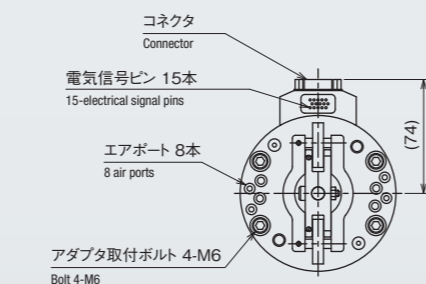 コネクタ
Connector
電気信号ピン 15本
15-electrical signal pins
(74)
エアポート 8本
8 air ports
アダプタ取付ボルト 4-M6
Bolt 4-M6